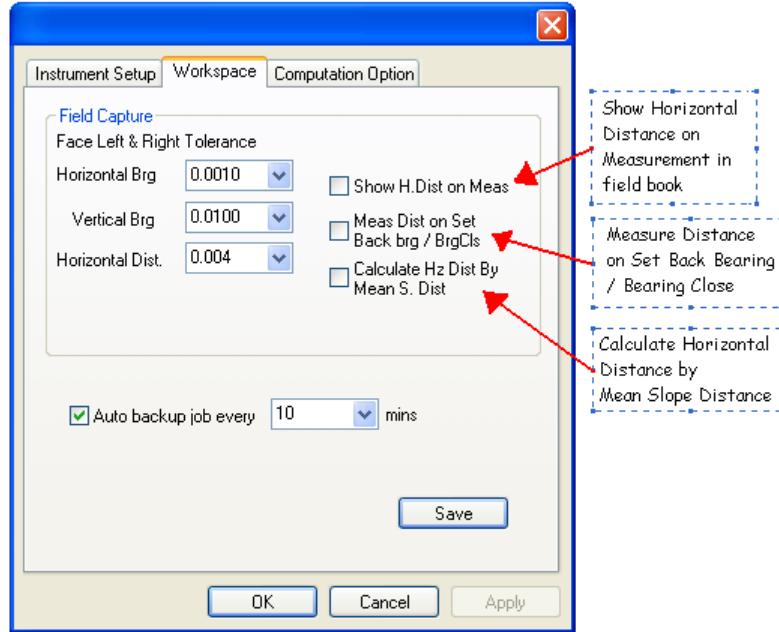 Instrument Setup
Workspace
Computation Option
Field Capture
Face Left & Right Tolerance
Horizontal Brg
0.0010
Vertical Brg
0.0100
Horizontal Dist.
0.004
Show H.Dist on Meas
Meas Dist on Set
Back brg / BrgCls
Calculate Hz Dist By
Mean S. Dist
Auto backup job every
10
mins
Save
OK
Cancel
Apply
Show Horizontal
Distance on
Measurement in
field book
Measure Distance
on Set Back Bearing
/ Bearing Close
Calculate Horizontal
Distance by
Mean Slope Distance